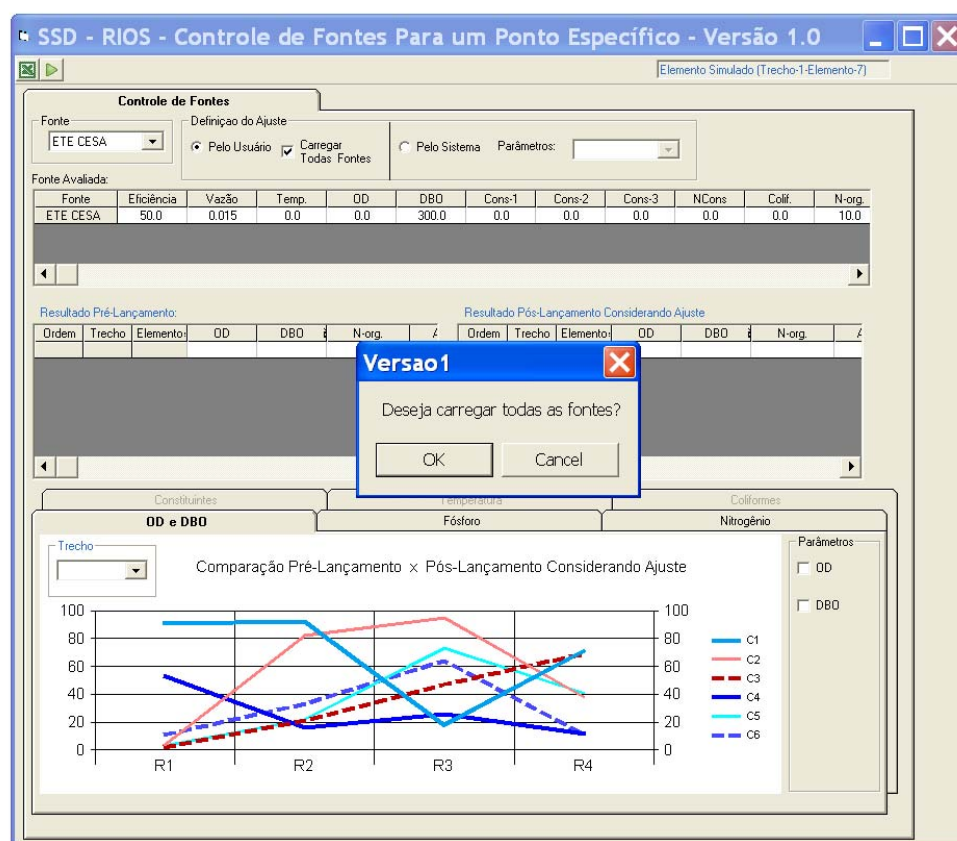 SSD - RIOS - Controle de Fontes Para um Ponto Específico - Versão 1.0
Elemento Simulado (Trecho-1-Elemento-7)
Controle de Fontes
Fonte
ETE CESA
Definiçao do Ajuste
Pelo Usuário
Carregar Todas Fontes
Pelo Sistema Parâmetros:
Fonte Avaliada:
Fonte Eficiência Vazão Temp. OD DBO Cons-1 Cons-2 Cons-3 NCons Colif. N-org.
ETE CESA 50.0 0.015 0.0 0.0 300.0 0.0 0.0 0.0 0.0 0.0 10.0
Resultado Pré-Lançamento: Resultado Pós-Lançamento Considerando Ajuste
Ordem Trecho Elemento OD DBO N-org. Ordem Trecho Elemento OD DBO N-org.
Versao1
Deseja carregar todas as fontes?
OK Cancel
Constituintes Temperatura Coliformes
OD e DBO Fósforo Nitrogênio
Trecho
Comparação Pré-Lançamento x Pós-Lançamento Considerando Ajuste
Parâmetros
OD
DBO
100 100
80 80
60 60
40 40
20 20
0 0
R1 R2 R3 R4
C1
C2
C3
C4
C5
C6